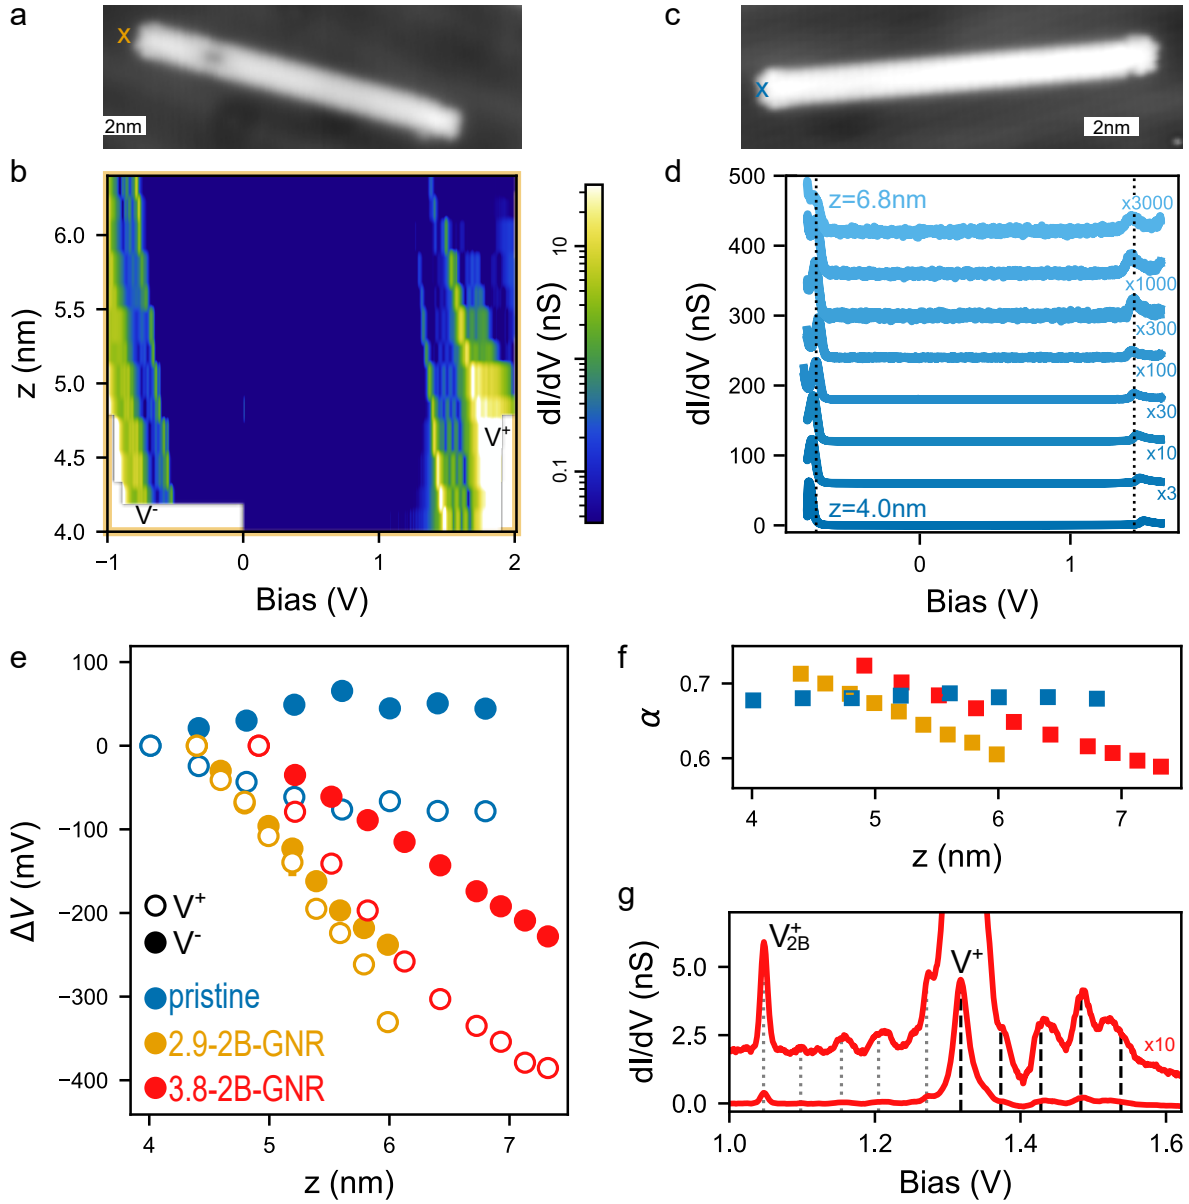 a
x
2nm
c
x
2nm
b
z (nm)
6.0
5.5
5.0
4.5
4.0
V⁺
V⁻
−1
0
1
2
Bias (V)
dI/dV (nS)
10
0.1
d
dI/dV (nS)
500
400
300
200
100
0
z=6.8nm
x3000
x1000
x300
x100
x30
x10
x3
z=4.0nm
0
1
Bias (V)
e
ΔV (mV)
100
0
−100
−200
−300
−400
V⁺
V⁻
pristine
2.9-2B-GNR
3.8-2B-GNR
4
5
6
7
z (nm)
f
α
0.7
0.6
4
5
6
7
z (nm)
g
dI/dV (nS)
5.0
2.5
0.0
V⁺2B
V⁺
x10
1.0
1.2
1.4
1.6
Bias (V)